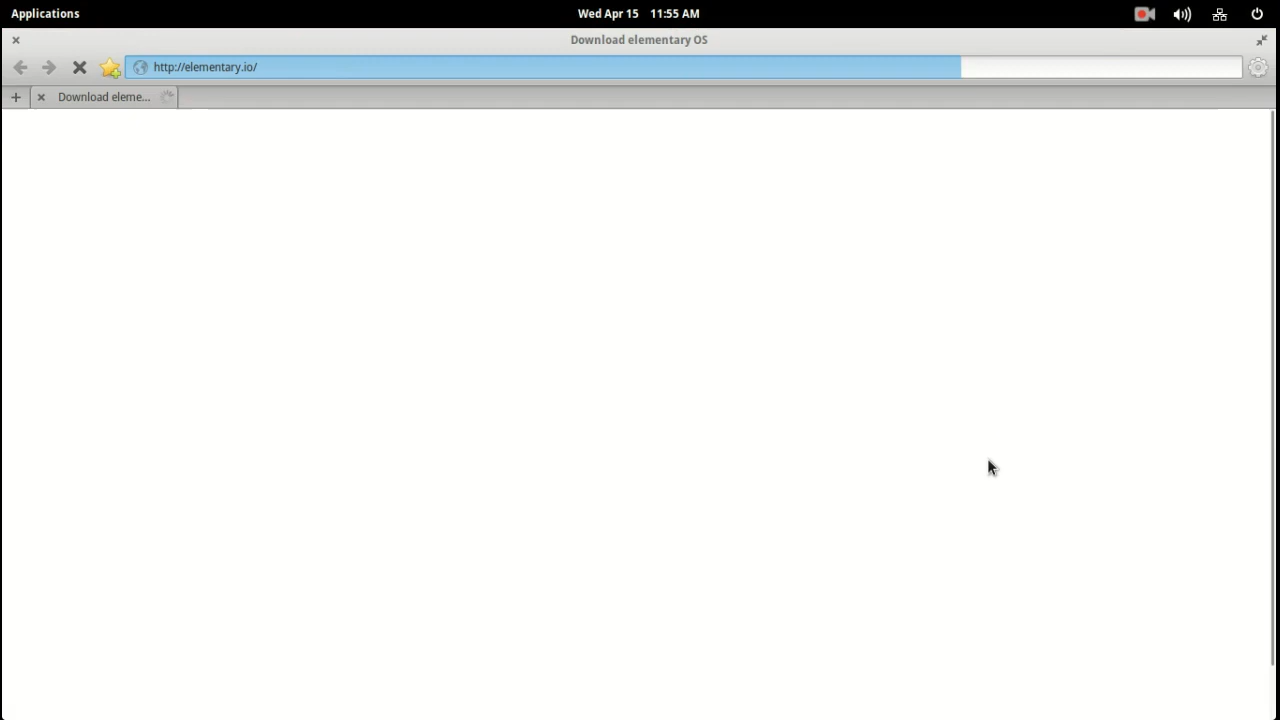 Applications
Wed Apr 15 11:55 AM
Download elementary OS
http://elementary.io/
Download eleme...